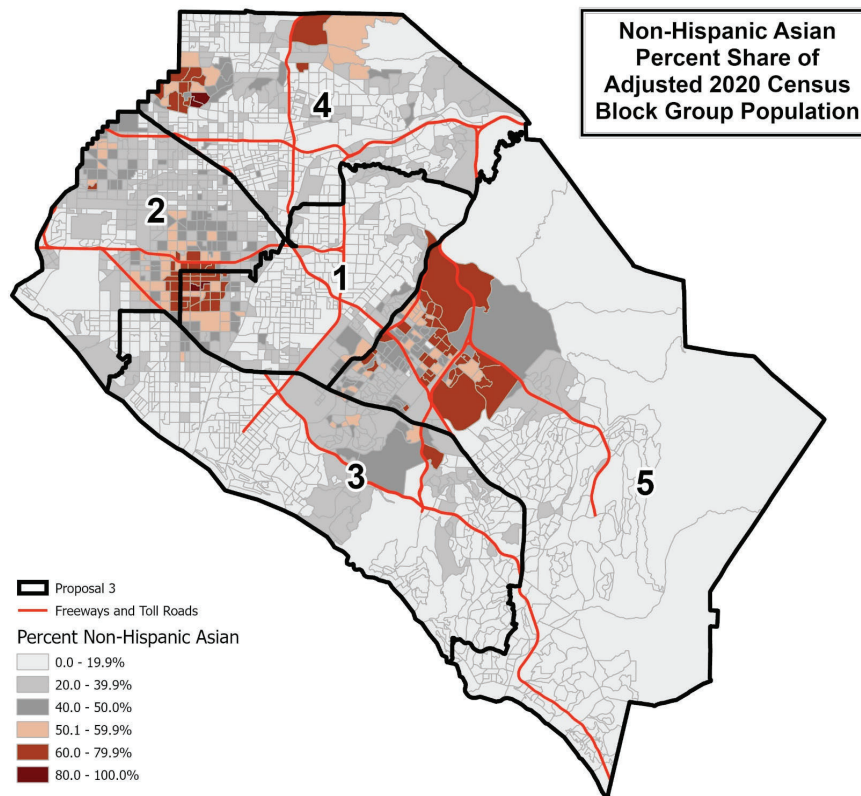 Non-Hispanic Asian
Percent Share of
Adjusted 2020 Census
Block Group Population
4
2
1
3
5
Proposal 3
Freeways and Toll Roads
Percent Non-Hispanic Asian
0.0 - 19.9%
20.0 - 39.9%
40.0 - 50.0%
50.1 - 59.9%
60.0 - 79.9%
80.0 - 100.0%